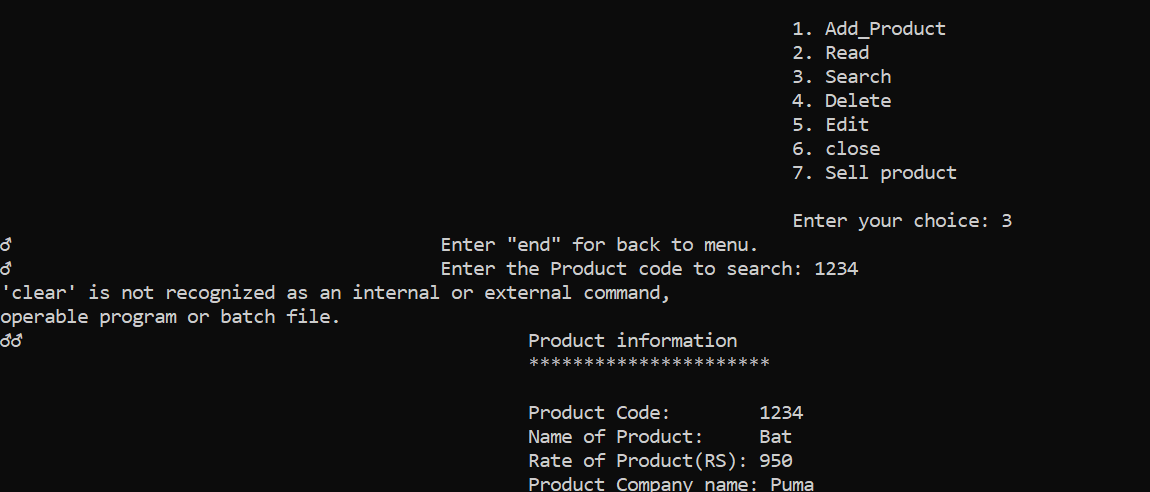 1. Add_Product
2. Read
3. Search
4. Delete
5. Edit
6. close
7. Sell product
Enter your choice: 3
♂ Enter "end" for back to menu.
♂ Enter the Product code to search: 1234
'clear' is not recognized as an internal or external command,
operable program or batch file.
♂♂ Product information
**********************
Product Code: 1234
Name of Product: Bat
Rate of Product(RS): 950
Product Company name: Puma